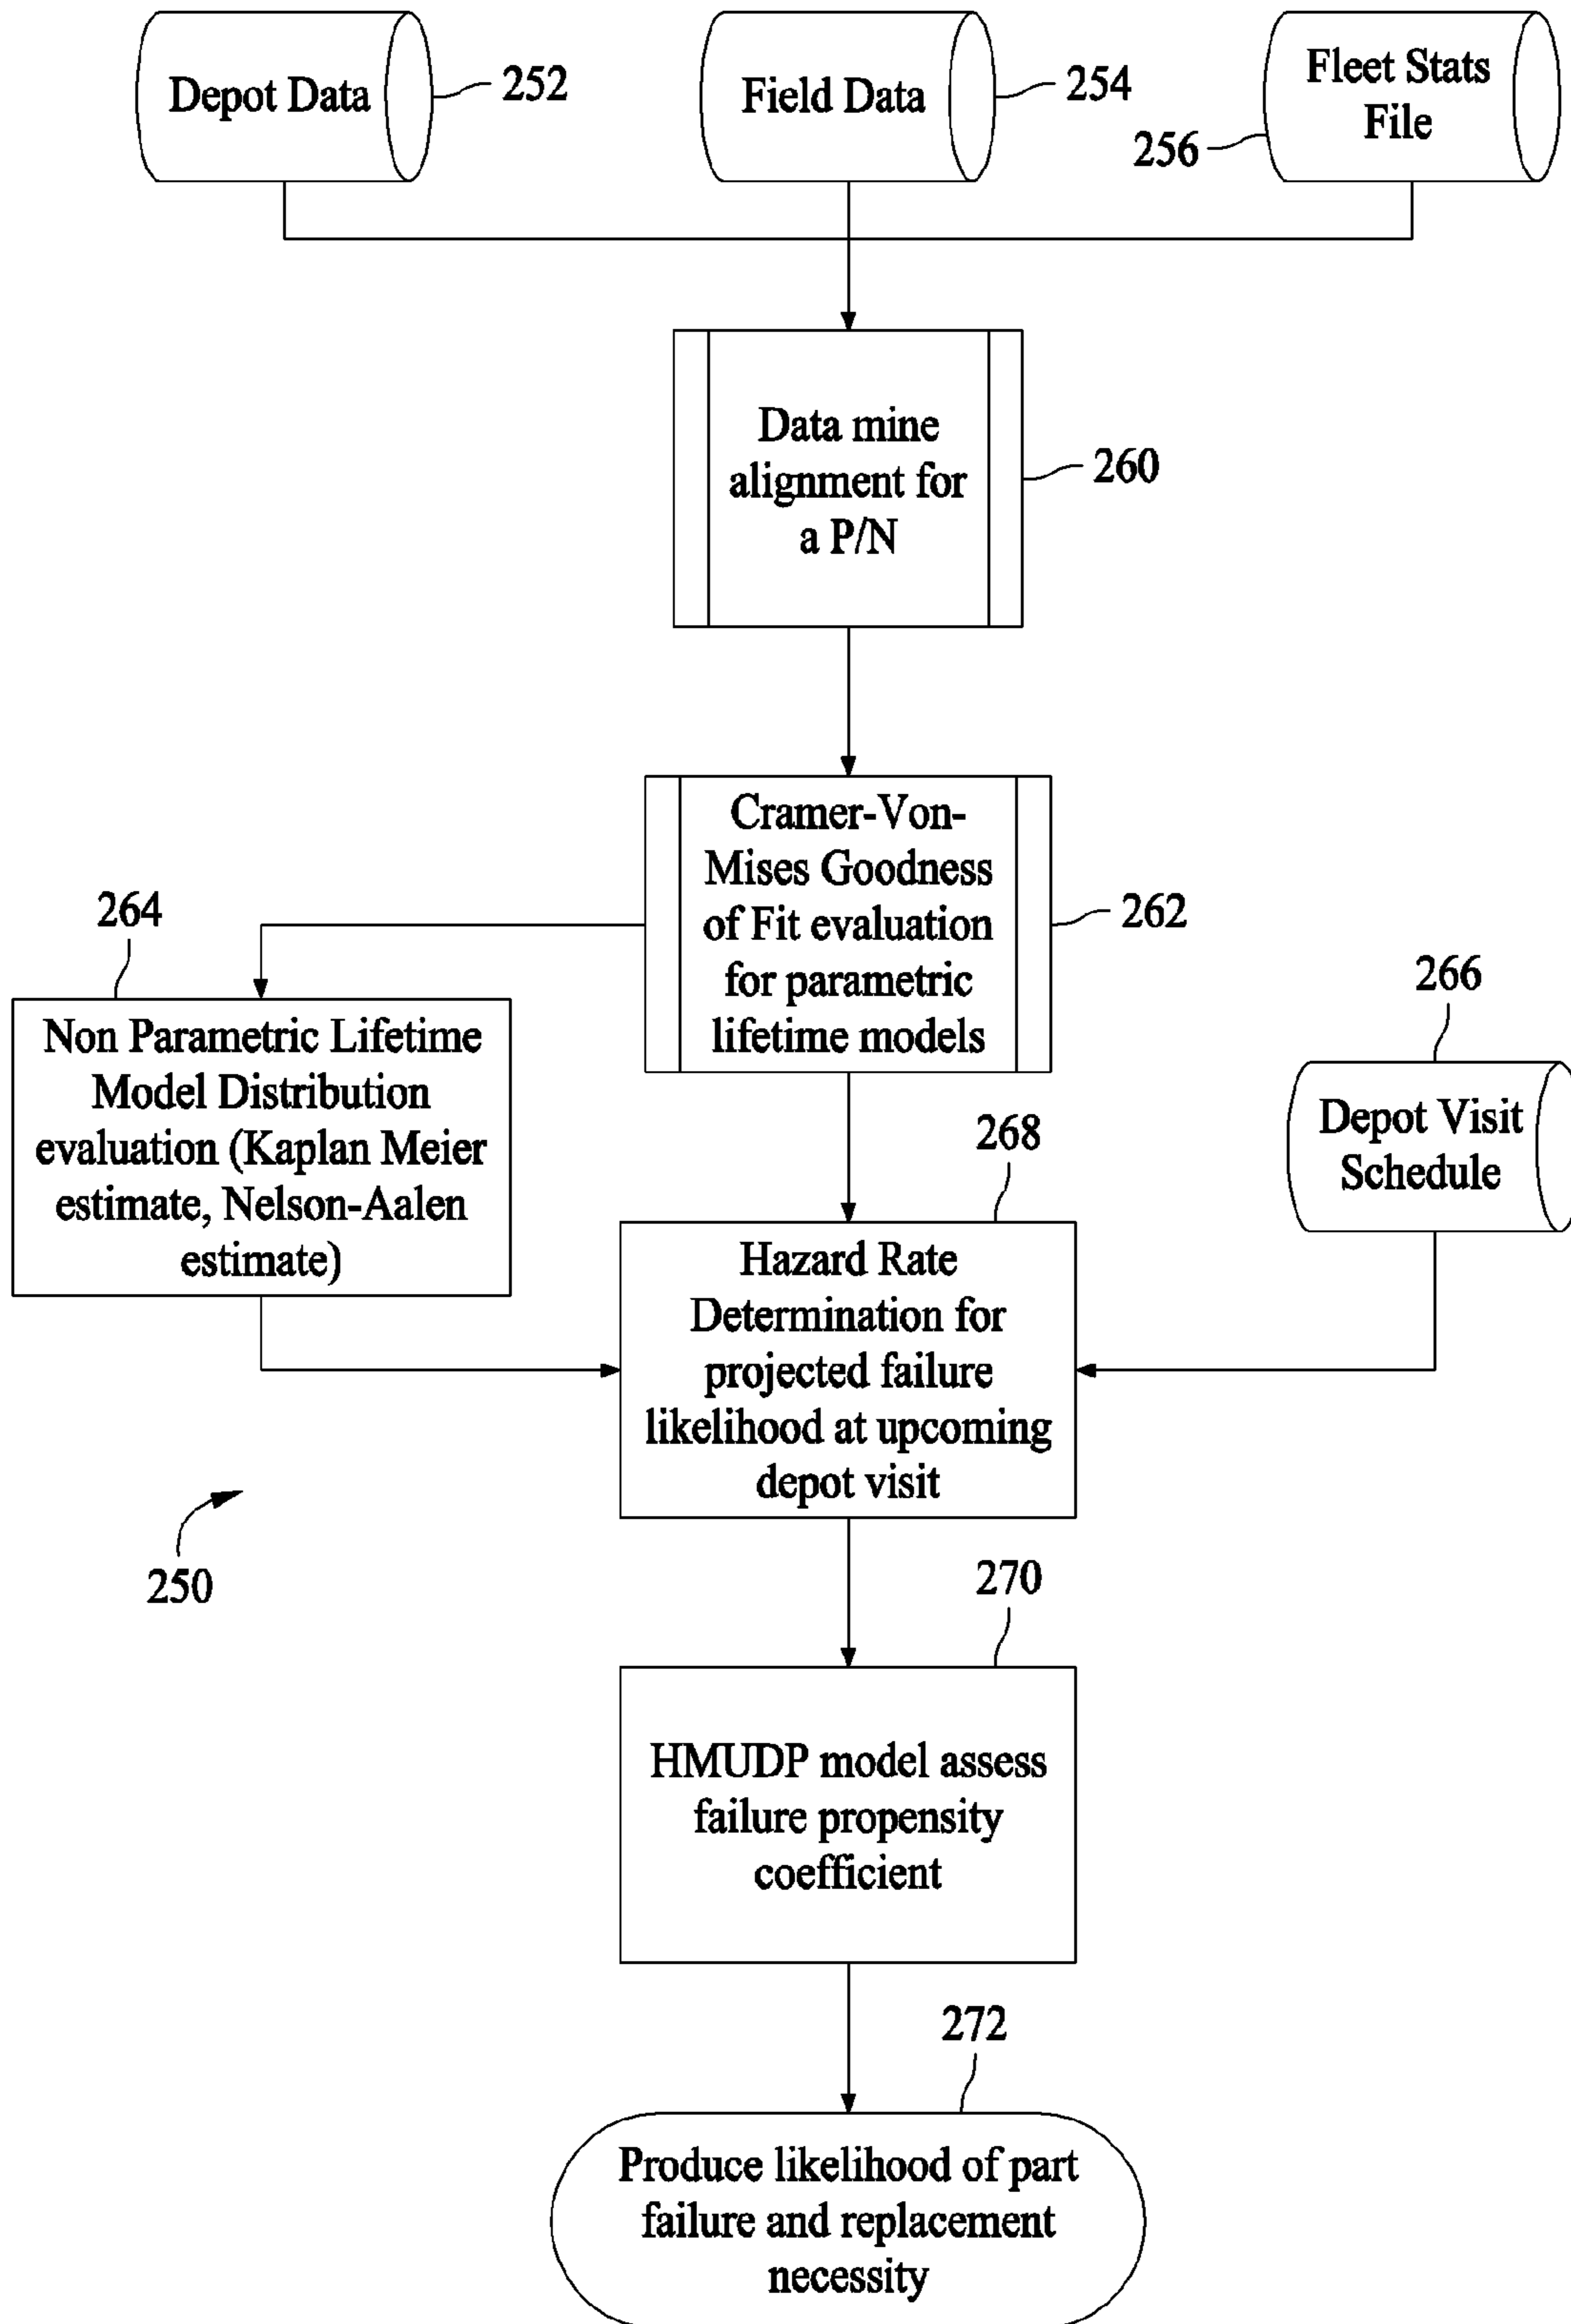 Depot Data
252
Field Data
254
Fleet Stats
File
256
Data mine
alignment for
a P/N
260
Cramer-Von-
Mises Goodness
of Fit evaluation
for parametric
lifetime models
262
264
Non Parametric Lifetime
Model Distribution
evaluation (Kaplan Meier
estimate, Nelson-Aalen
estimate)
266
Depot Visit
Schedule
268
Hazard Rate
Determination for
projected failure
likelihood at upcoming
depot visit
250
270
HMUDP model assess
failure propensity
coefficient
272
Produce likelihood of part
failure and replacement
necessity